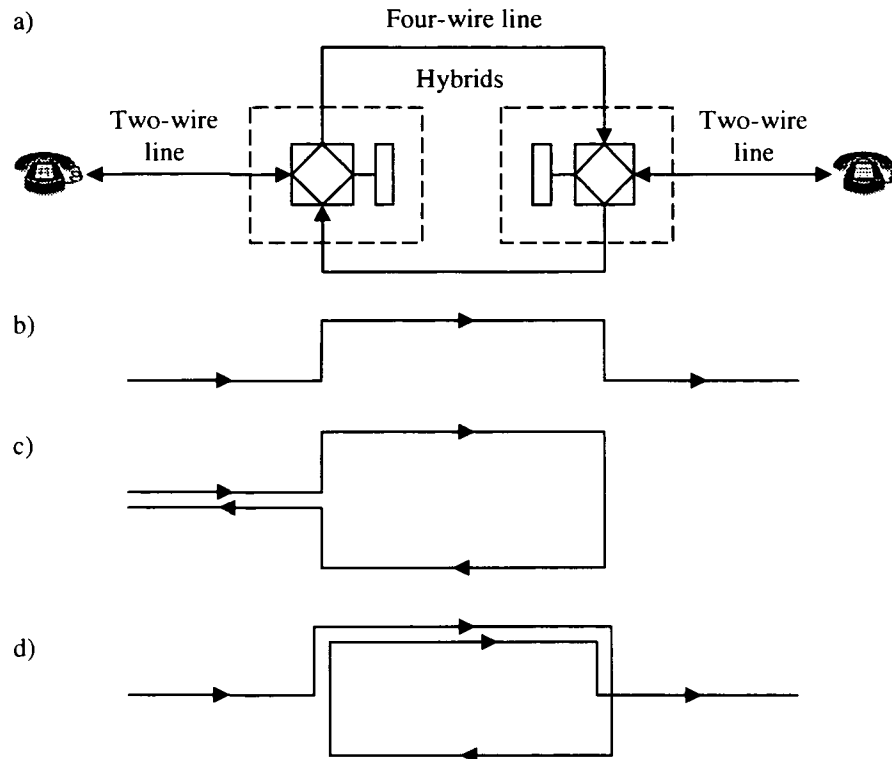 a)
Four-wire line
Hybrids
Two-wire
line
Two-wire
line
b)
c)
d)